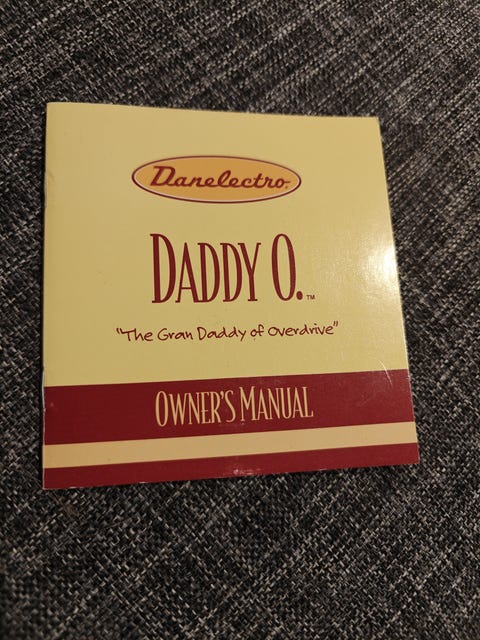 Danelectro
DADDY O.™
"The Gran Daddy of Overdrive"
OWNER'S MANUAL